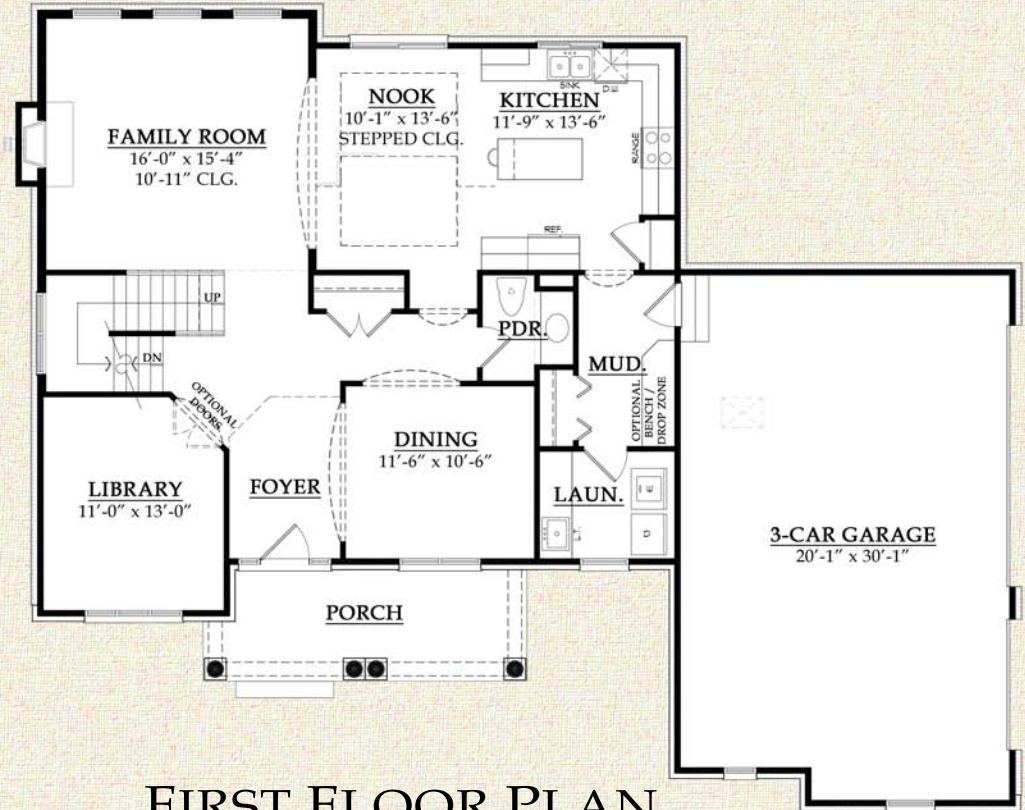 FAMILY ROOM
16'-0" x 15'-4"
10'-11" CLG.
NOOK
10'-1" x 13'-6"
STEPPED CLG.
KITCHEN
11'-9" x 13'-6"
SINK
RANGE
REF.
UP
DN
OPTIONAL
DOORS
PDR.
MUD.
OPTIONAL
BENCH /
DROP ZONE
LIBRARY
11'-0" x 13'-0"
FOYER
DINING
11'-6" x 10'-6"
LAUN.
L.T.
3-CAR GARAGE
20'-1" x 30'-1"
PORCH
FIRST FLOOR PLAN